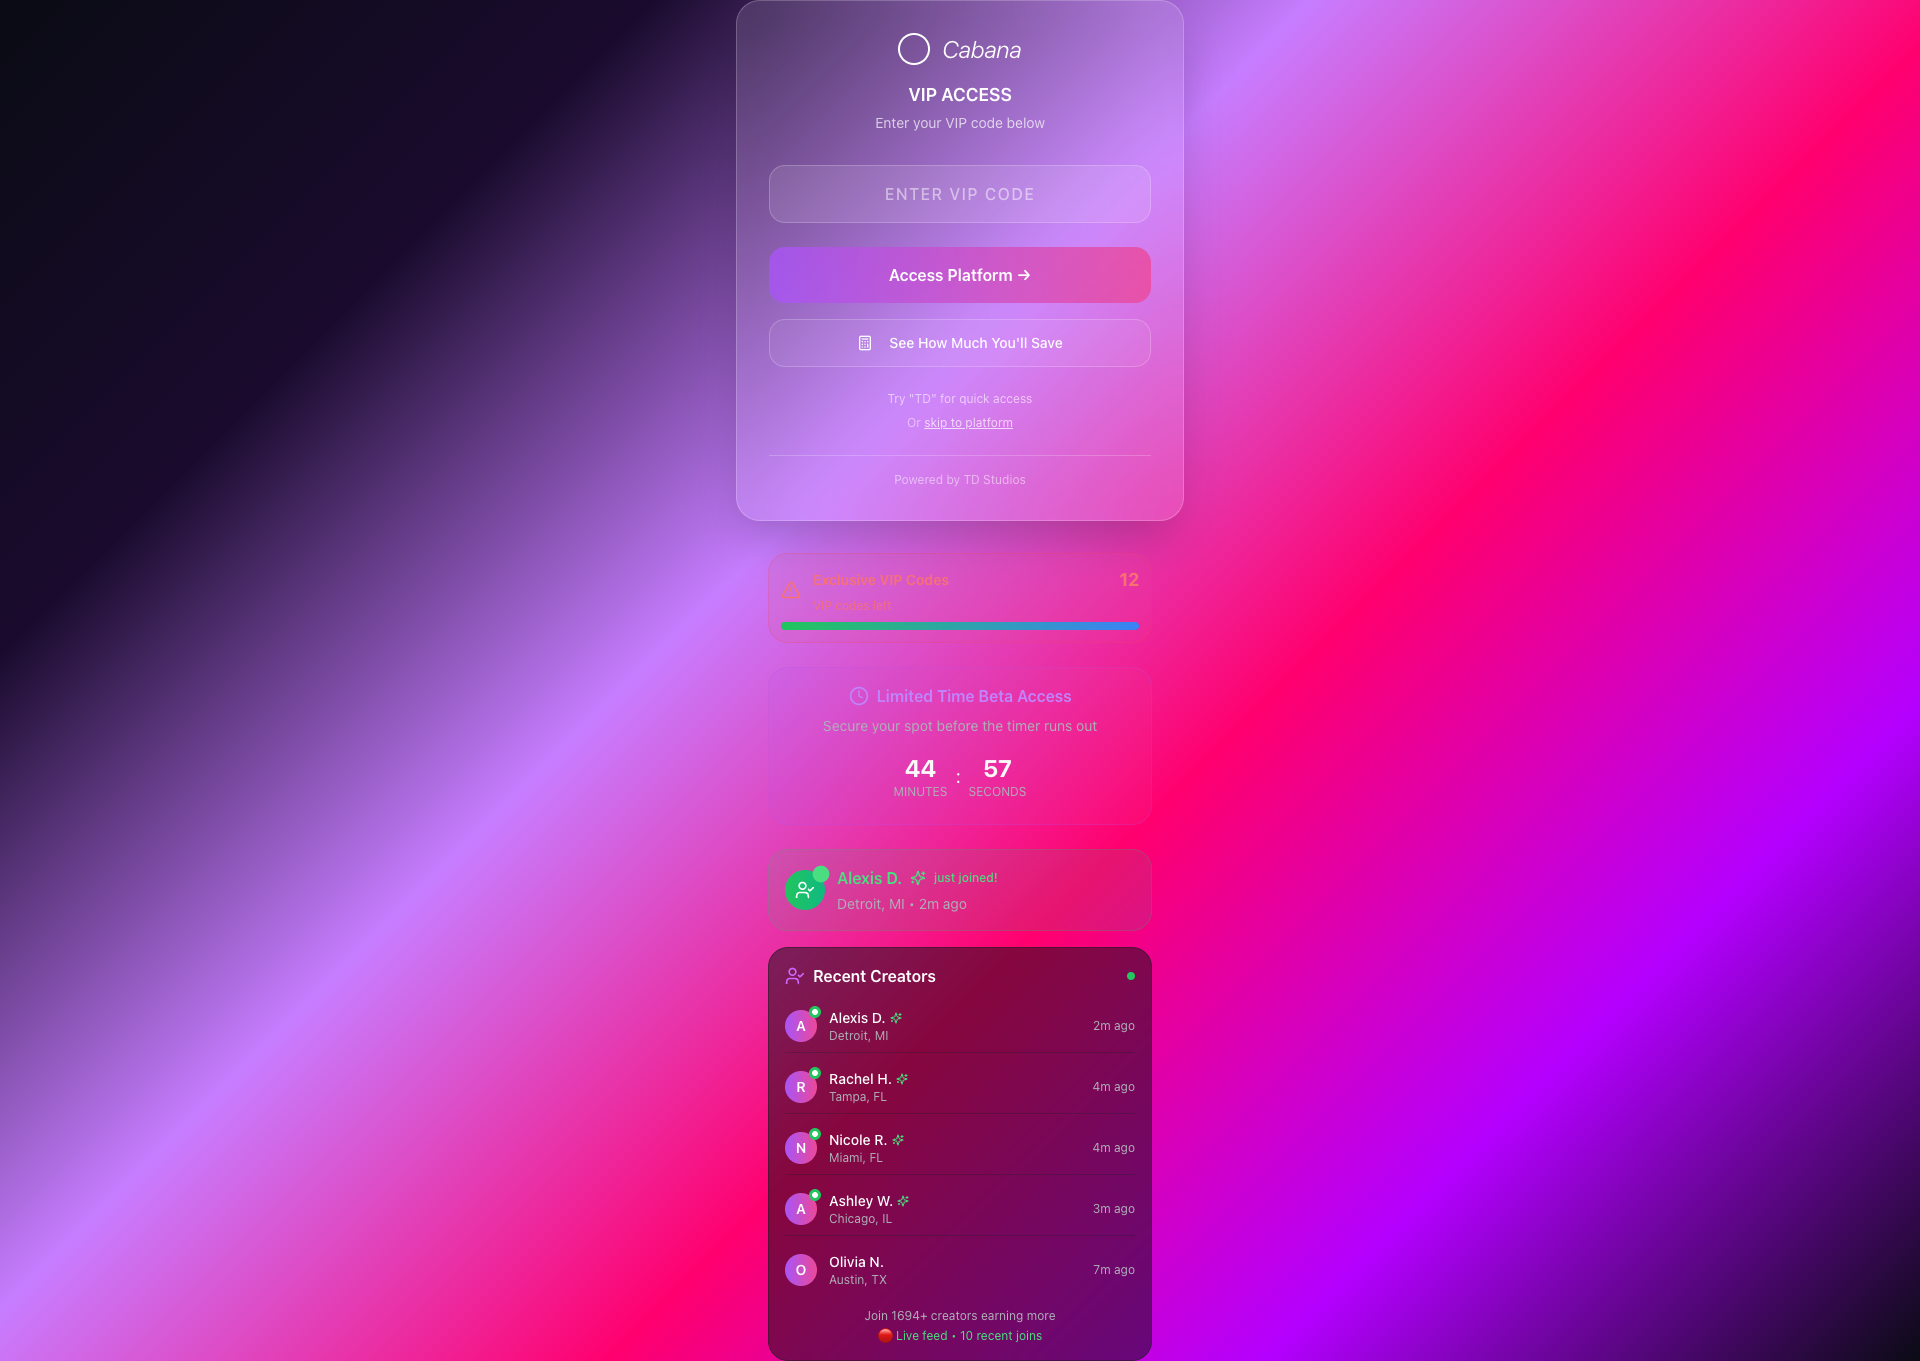 Cabana
VIP ACCESS
Enter your VIP code below
ENTER VIP CODE
Access Platform →
See How Much You'll Save
Try "TD" for quick access
Or skip to platform
Powered by TD Studios
Exclusive VIP Codes
12
VIP codes left
Limited Time Beta Access
Secure your spot before the timer runs out
44 : 57
MINUTES SECONDS
Alexis D. just joined!
Detroit, MI • 2m ago
Recent Creators
A
Alexis D.
Detroit, MI
2m ago
R
Rachel H.
Tampa, FL
4m ago
N
Nicole R.
Miami, FL
4m ago
A
Ashley W.
Chicago, IL
3m ago
O
Olivia N.
Austin, TX
7m ago
Join 1694+ creators earning more
🔴 Live feed • 10 recent joins